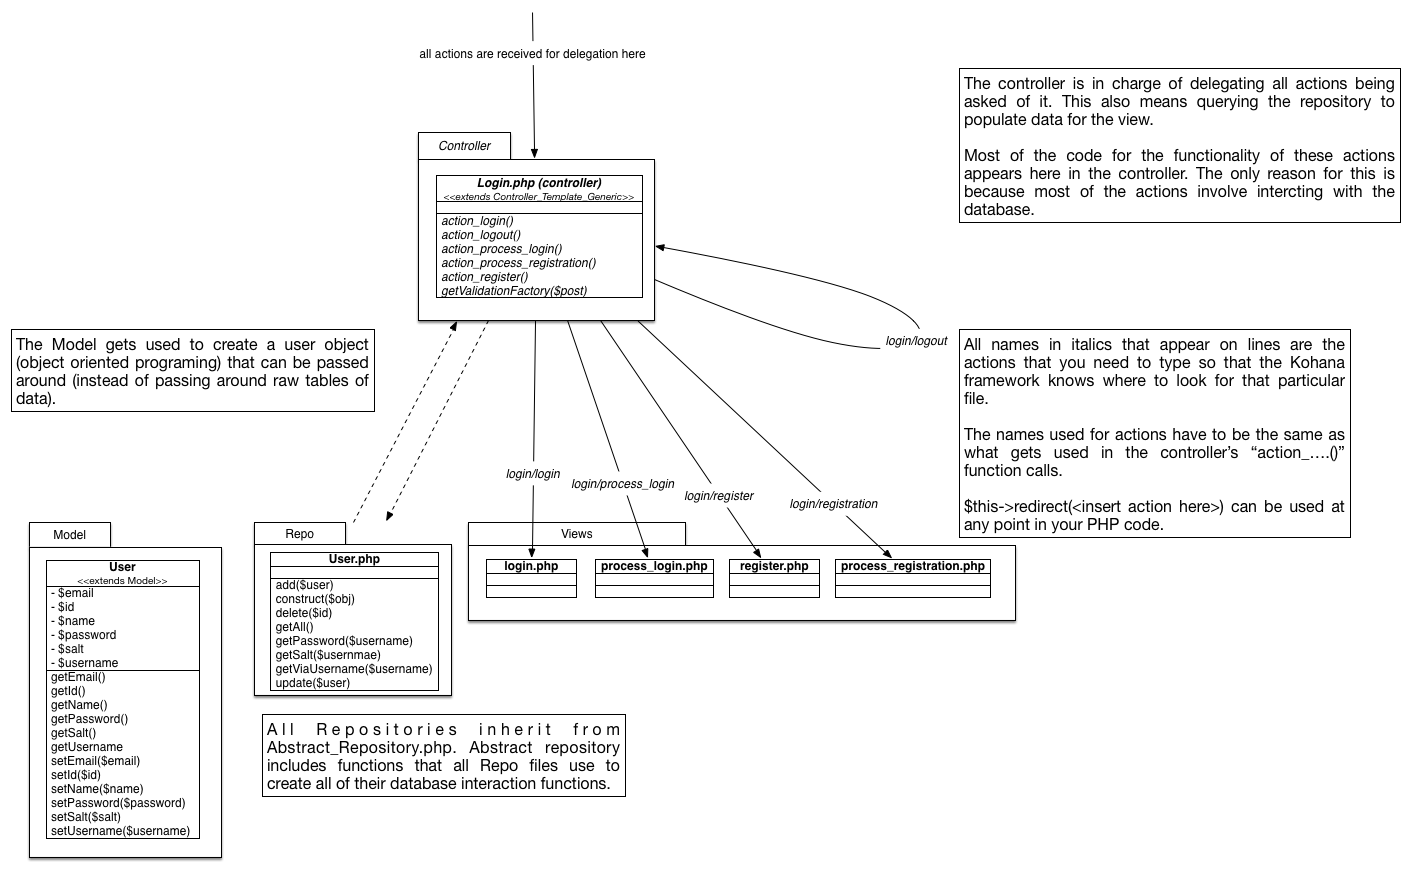 all actions are received for delegation here
The controller is in charge of delegating all actions being
asked of it. This also means querying the repository to
populate data for the view.
Most of the code for the functionality of these actions
appears here in the controller. The only reason for this is
because most of the actions involve intercting with the
database.
Controller
Login.php (controller)
<<extends Controller_Template_Generic>>
action_login()
action_logout()
action_process_login()
action_process_registration()
action_register()
getValidationFactory($post)
login/logout
The Model gets used to create a user object
(object oriented programing) that can be passed
around (instead of passing around raw tables of
data).
All names in italics that appear on lines are the
actions that you need to type so that the Kohana
framework knows where to look for that particular
file.
The names used for actions have to be the same as
what gets used in the controller's “action_….()”
function calls.
$this->redirect(<insert action here>) can be used at
any point in your PHP code.
login/login
login/process_login
login/register
login/registration
Model
User
<<extends Model>>
- $email
- $id
- $name
- $password
- $salt
- $username
getEmail()
getId()
getName()
getPassword()
getSalt()
getUsername
setEmail($email)
setId($id)
setName($name)
setPassword($password)
setSalt($salt)
setUsername($username)
Repo
User.php
add($user)
construct($obj)
delete($id)
getAll()
getPassword($username)
getSalt($usernmae)
getViaUsername($username)
update($user)
Views
login.php
process_login.php
register.php
process_registration.php
All Repositories inherit from
Abstract_Repository.php. Abstract repository
includes functions that all Repo files use to
create all of their database interaction functions.